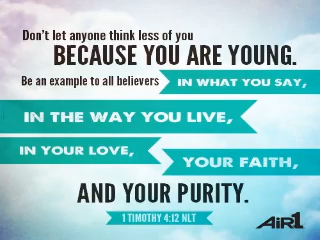 Don't let anyone think less of you
BECAUSE YOU ARE YOUNG.
Be an example to all believers
IN WHAT YOU SAY,
IN THE WAY YOU LIVE,
IN YOUR LOVE,
YOUR FAITH,
AND YOUR PURITY.
1 TIMOTHY 4:12 NLT
AiR1